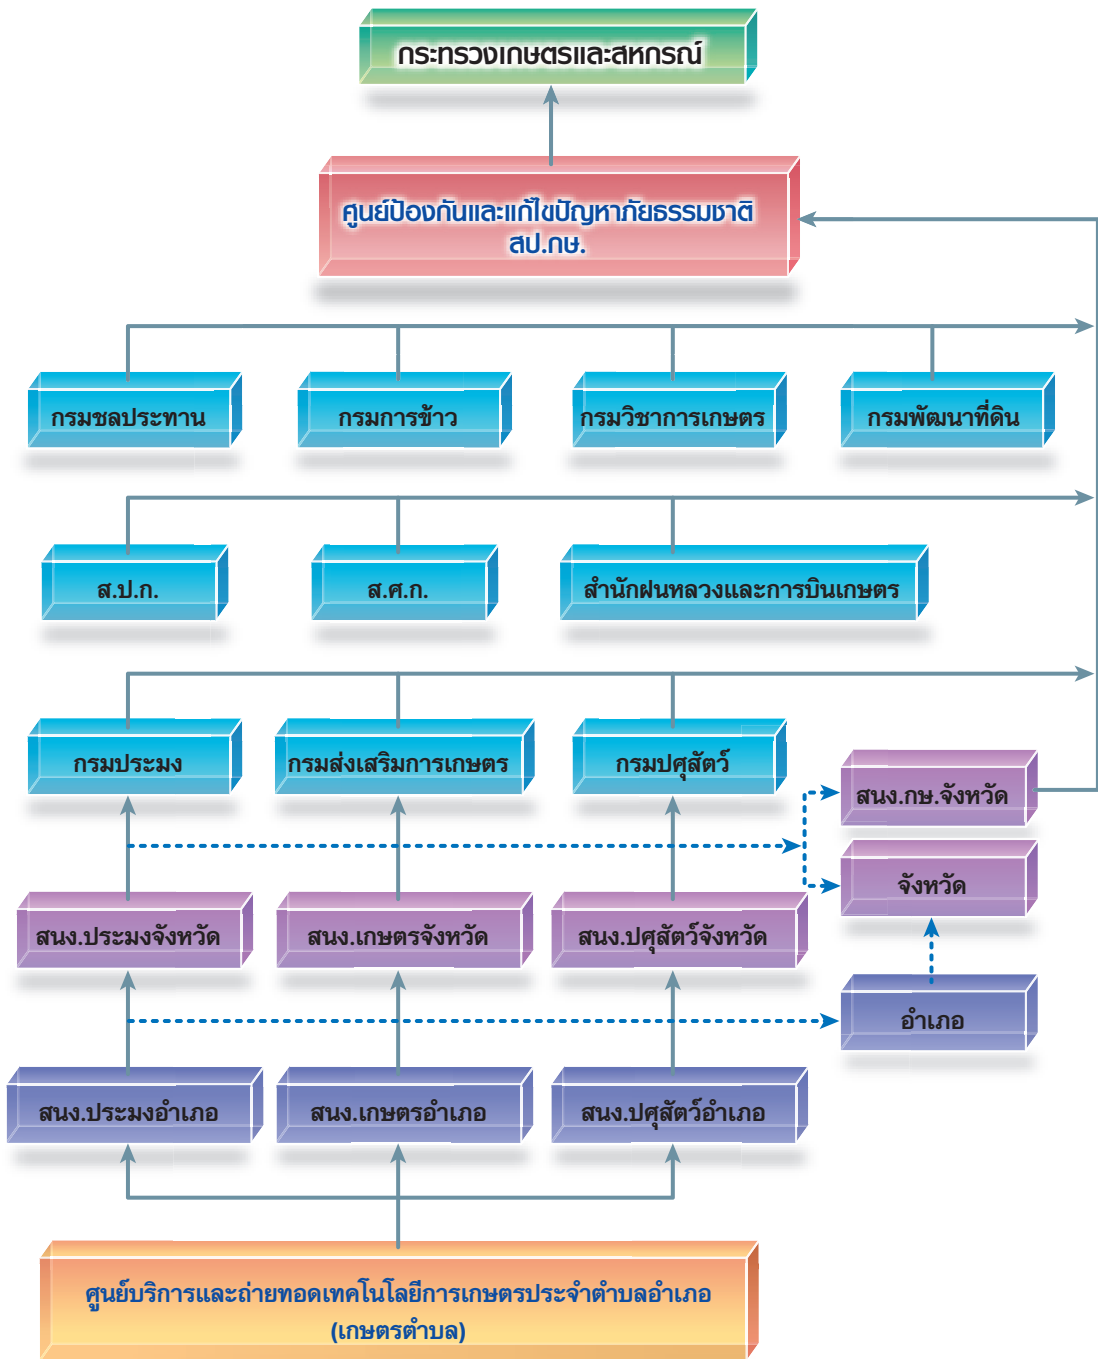 กระทรวงเกษตรและสหกรณ์
ศูนย์ป้องกันและแก้ไขปัญหาภัยธรรมชาติ
สป.กษ.
กรมชลประทาน
กรมการข้าว
กรมวิชาการเกษตร
กรมพัฒนาที่ดิน
ส.ป.ก.
ส.ศ.ก.
สำนักฝนหลวงและการบินเกษตร
กรมประมง
กรมส่งเสริมการเกษตร
กรมปศุสัตว์
สนง.กษ.จังหวัด
จังหวัด
สนง.ประมงจังหวัด
สนง.เกษตรจังหวัด
สนง.ปศุสัตว์จังหวัด
อำเภอ
สนง.ประมงอำเภอ
สนง.เกษตรอำเภอ
สนง.ปศุสัตว์อำเภอ
ศูนย์บริการและถ่ายทอดเทคโนโลยีการเกษตรประจำตำบลอำเภอ
(เกษตรตำบล)